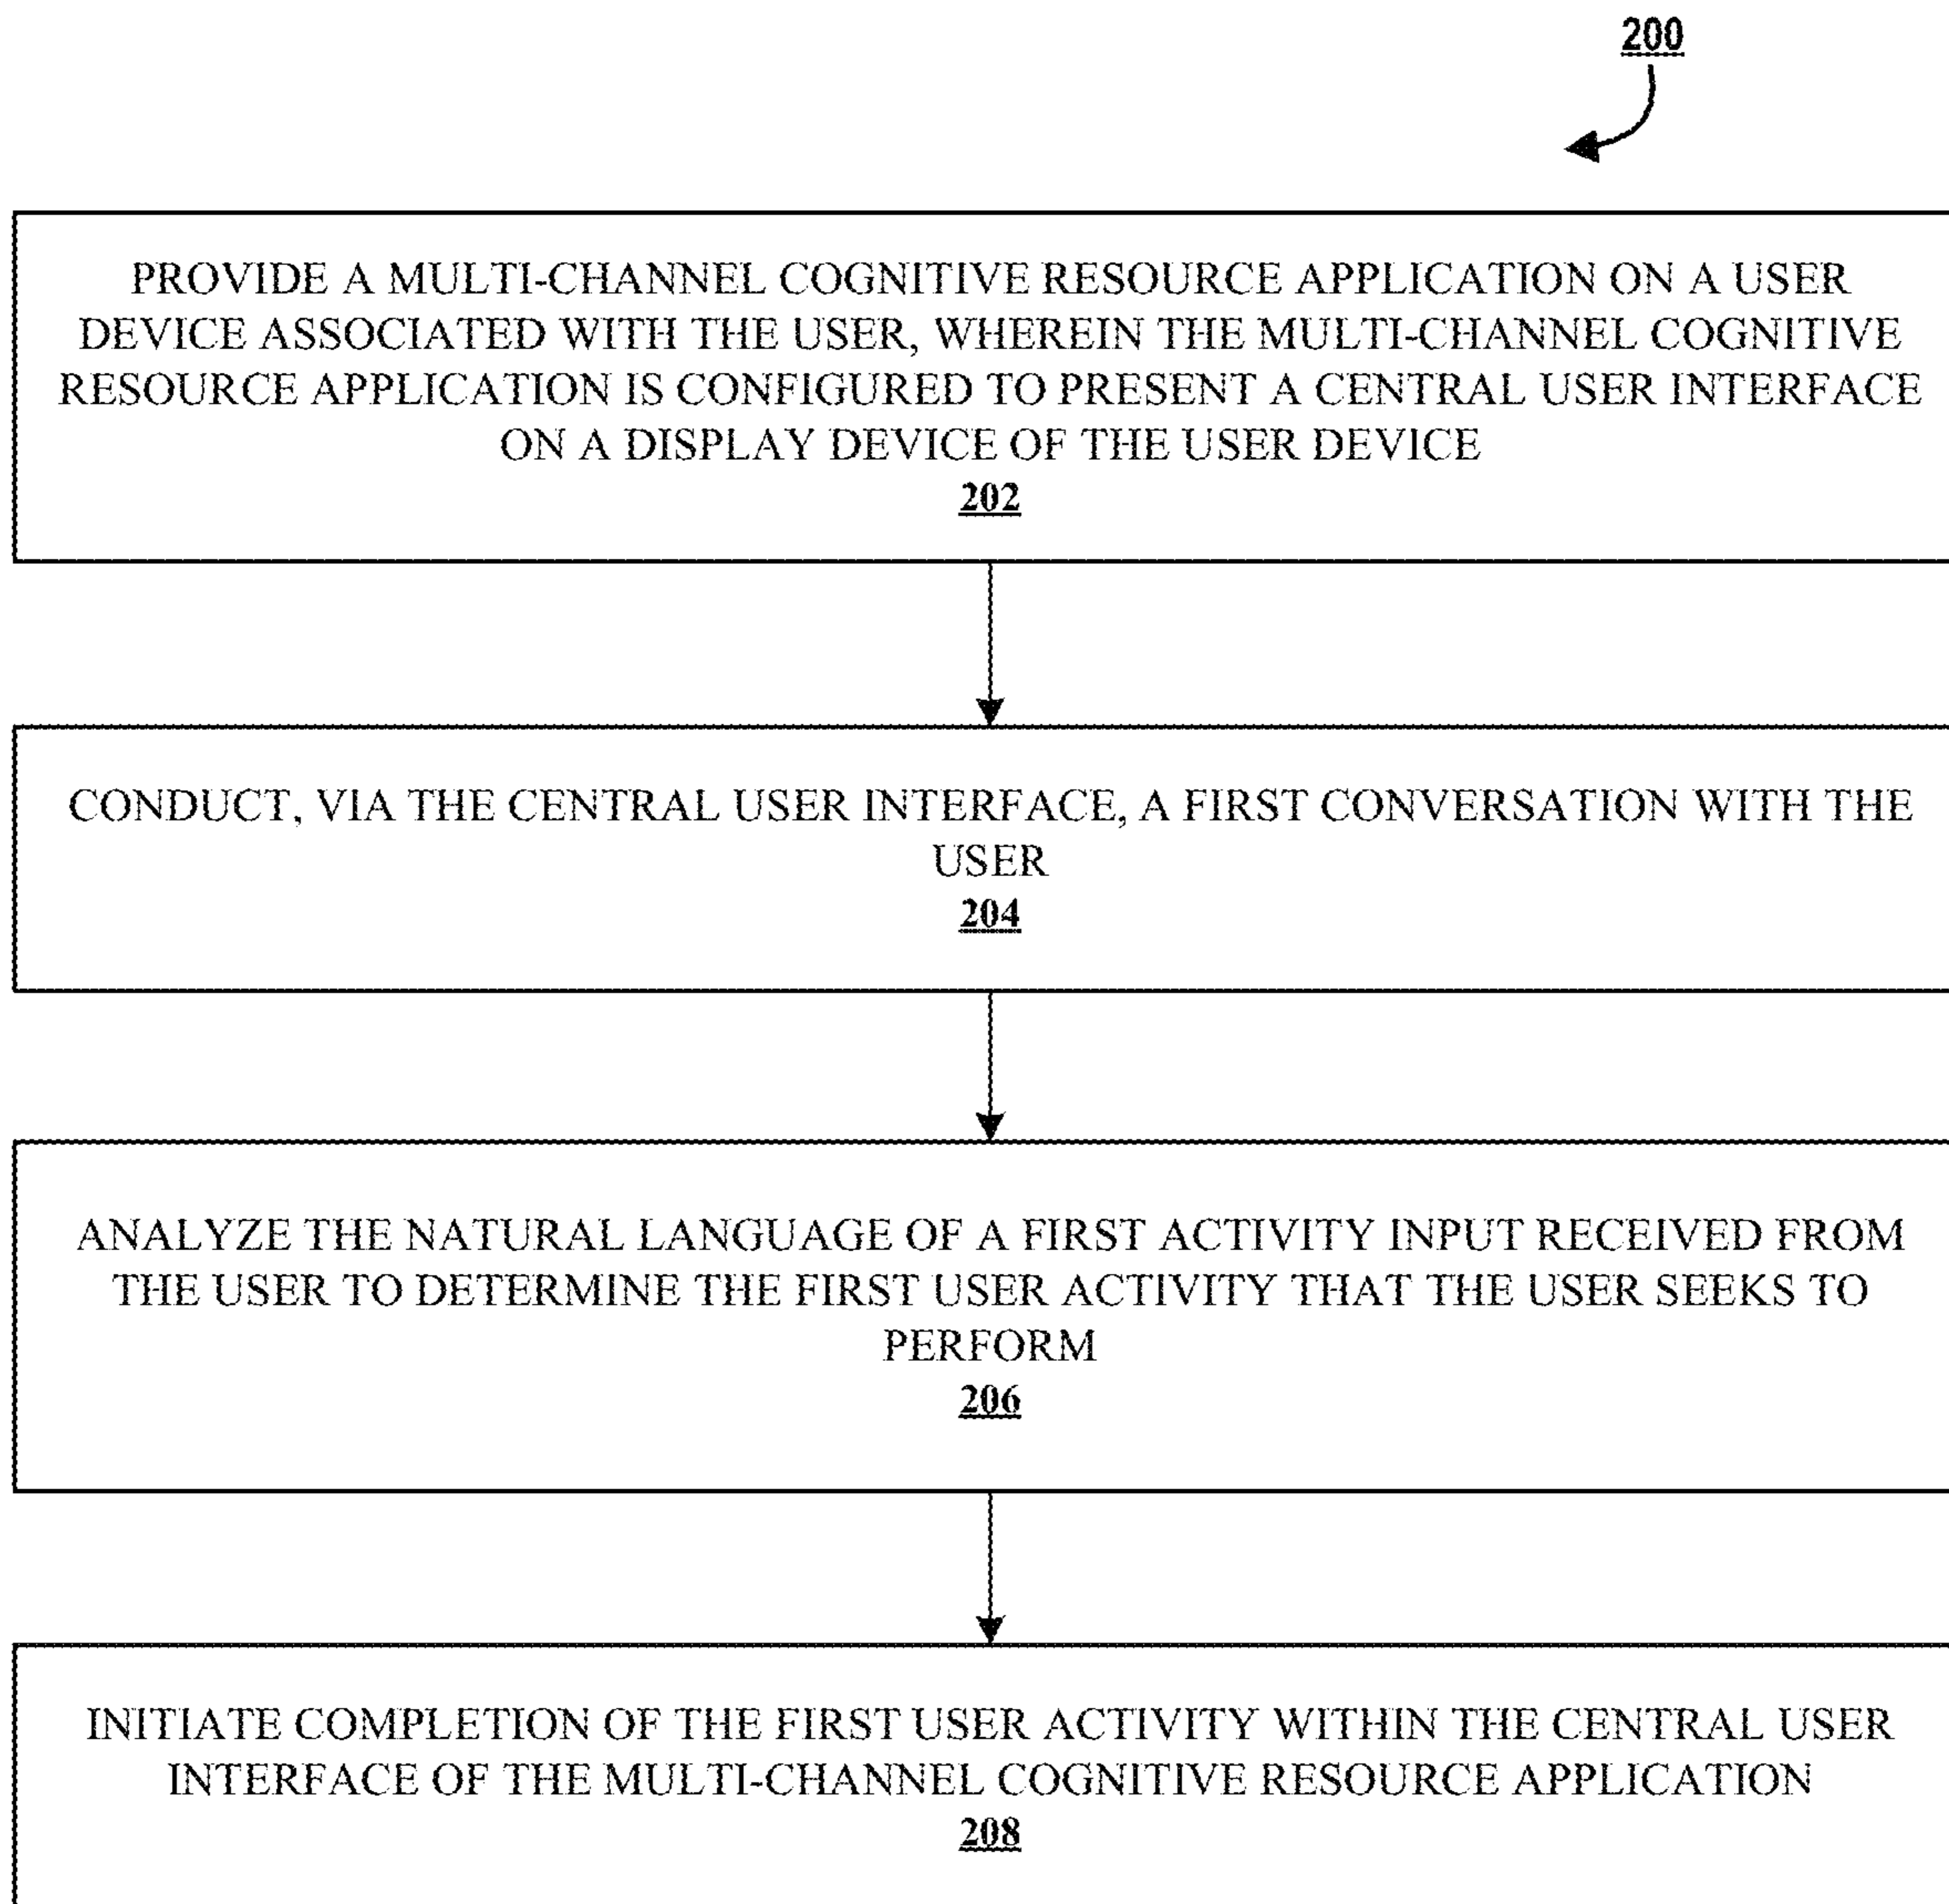 200
PROVIDE A MULTI-CHANNEL COGNITIVE RESOURCE APPLICATION ON A USER
DEVICE ASSOCIATED WITH THE USER, WHEREIN THE MULTI-CHANNEL COGNITIVE
RESOURCE APPLICATION IS CONFIGURED TO PRESENT A CENTRAL USER INTERFACE
ON A DISPLAY DEVICE OF THE USER DEVICE
202
CONDUCT, VIA THE CENTRAL USER INTERFACE, A FIRST CONVERSATION WITH THE
USER
204
ANALYZE THE NATURAL LANGUAGE OF A FIRST ACTIVITY INPUT RECEIVED FROM
THE USER TO DETERMINE THE FIRST USER ACTIVITY THAT THE USER SEEKS TO
PERFORM
206
INITIATE COMPLETION OF THE FIRST USER ACTIVITY WITHIN THE CENTRAL USER
INTERFACE OF THE MULTI-CHANNEL COGNITIVE RESOURCE APPLICATION
208